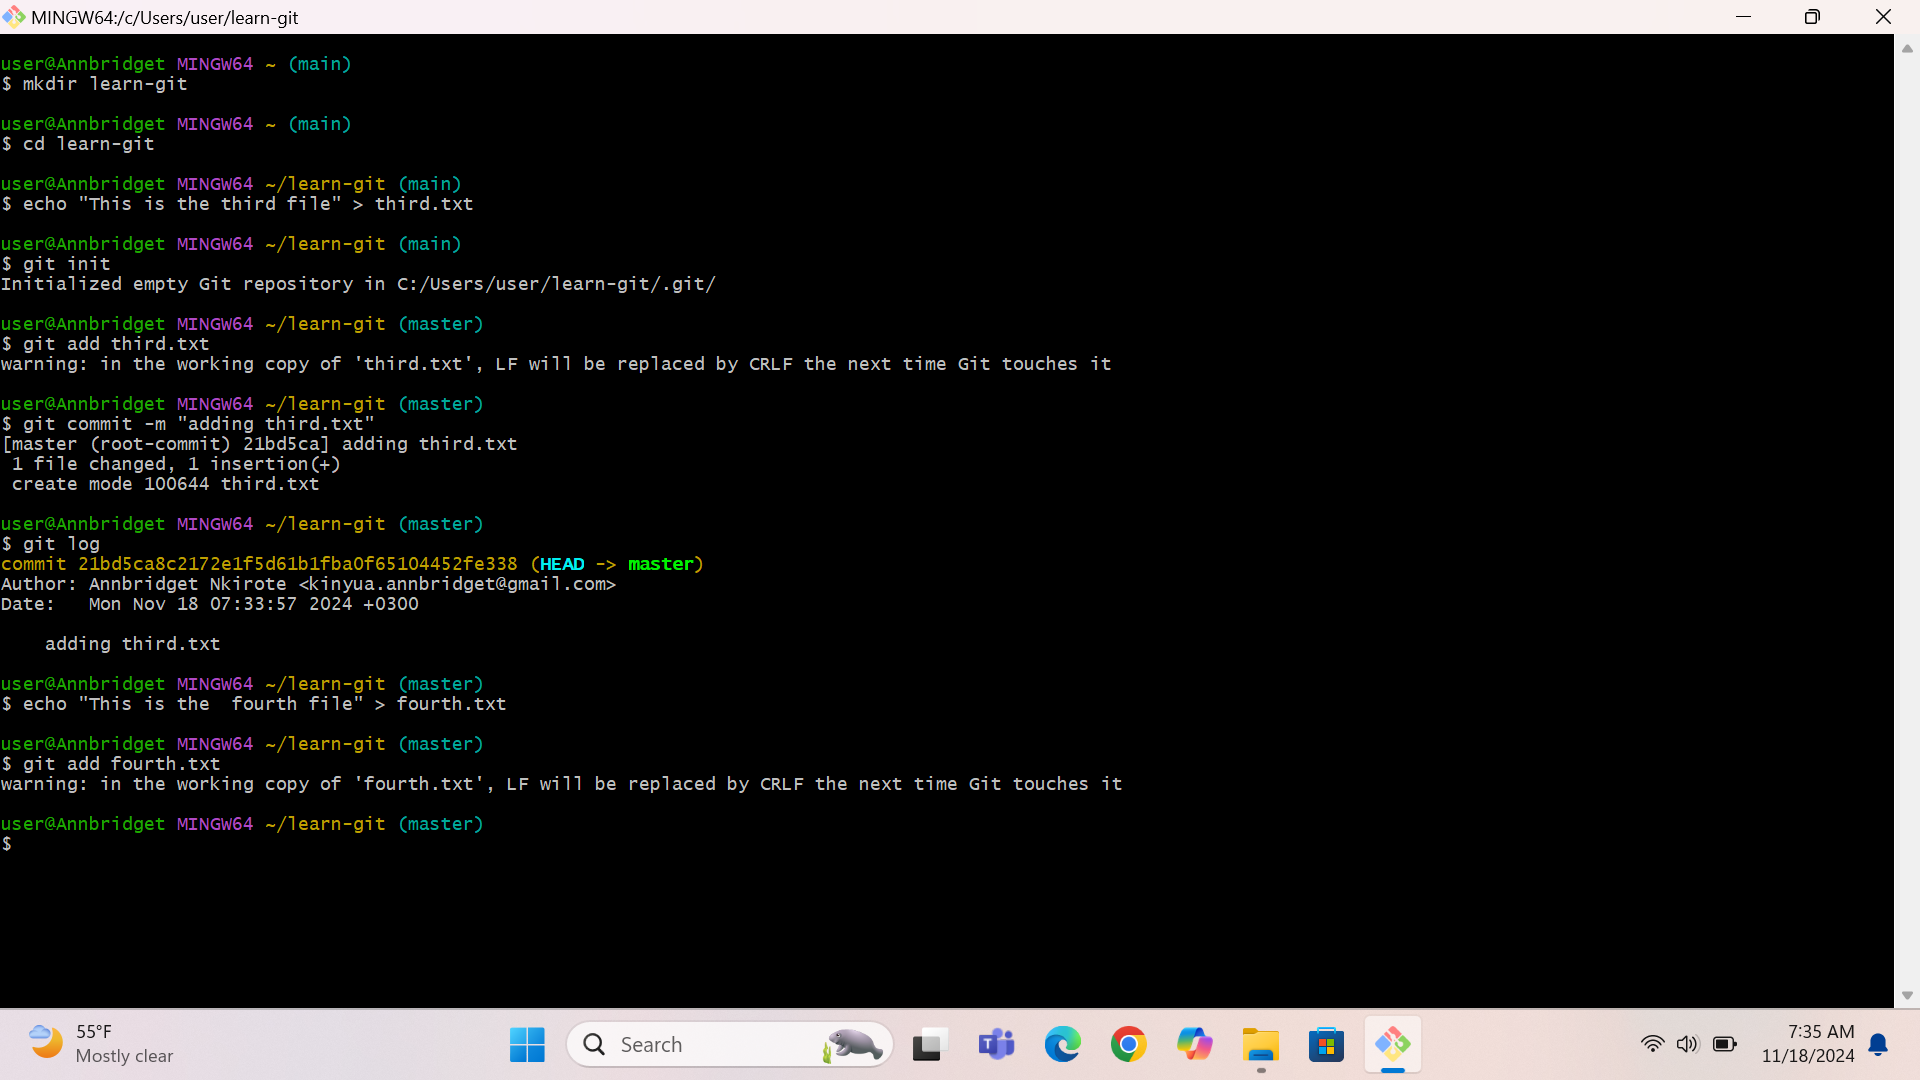 MINGW64:/c/Users/user/learn-git
user@Annbridget MINGW64 ~ (main)
$ mkdir learn-git
user@Annbridget MINGW64 ~ (main)
$ cd learn-git
user@Annbridget MINGW64 ~/learn-git (main)
$ echo "This is the third file" > third.txt
user@Annbridget MINGW64 ~/learn-git (main)
$ git init
Initialized empty Git repository in C:/Users/user/learn-git/.git/
user@Annbridget MINGW64 ~/learn-git (master)
$ git add third.txt
warning: in the working copy of 'third.txt', LF will be replaced by CRLF the next time Git touches it
user@Annbridget MINGW64 ~/learn-git (master)
$ git commit -m "adding third.txt"
[master (root-commit) 21bd5ca] adding third.txt
 1 file changed, 1 insertion(+)
 create mode 100644 third.txt
user@Annbridget MINGW64 ~/learn-git (master)
$ git log
commit 21bd5ca8c2172e1f5d61b1fba0f65104452fe338 (HEAD -> master)
Author: Annbridget Nkirote <kinyua.annbridget@gmail.com>
Date:   Mon Nov 18 07:33:57 2024 +0300
    adding third.txt
user@Annbridget MINGW64 ~/learn-git (master)
$ echo "This is the  fourth file" > fourth.txt
user@Annbridget MINGW64 ~/learn-git (master)
$ git add fourth.txt
warning: in the working copy of 'fourth.txt', LF will be replaced by CRLF the next time Git touches it
user@Annbridget MINGW64 ~/learn-git (master)
$
55°F
Mostly clear
Search
7:35 AM
11/18/2024